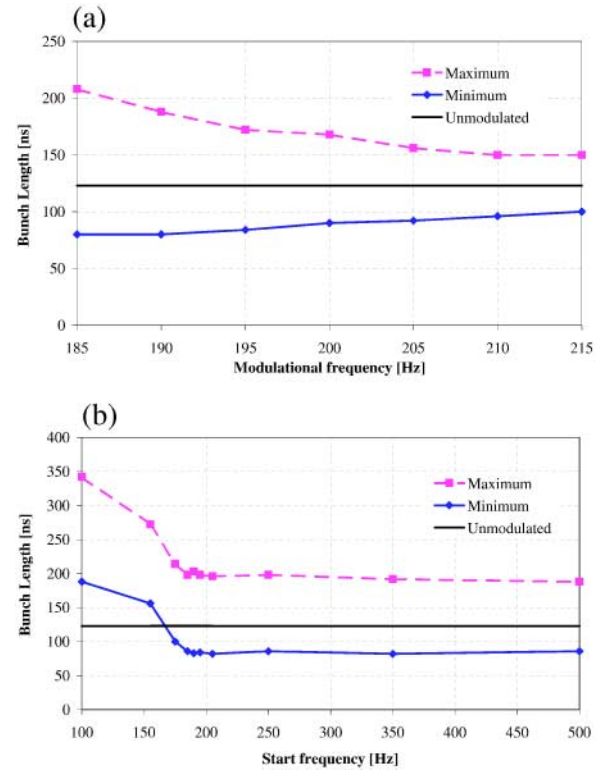 (a)
250
200
150
100
50
0
Bunch Length [ns]
Maximum
Minimum
Unmodulated
185 190 195 200 205 210 215
Modulational frequency [Hz]
(b)
400
350
300
250
200
150
100
50
0
Bunch Length [ns]
Maximum
Minimum
Unmodulated
100 150 200 250 300 350 400 450 500
Start frequency [Hz]